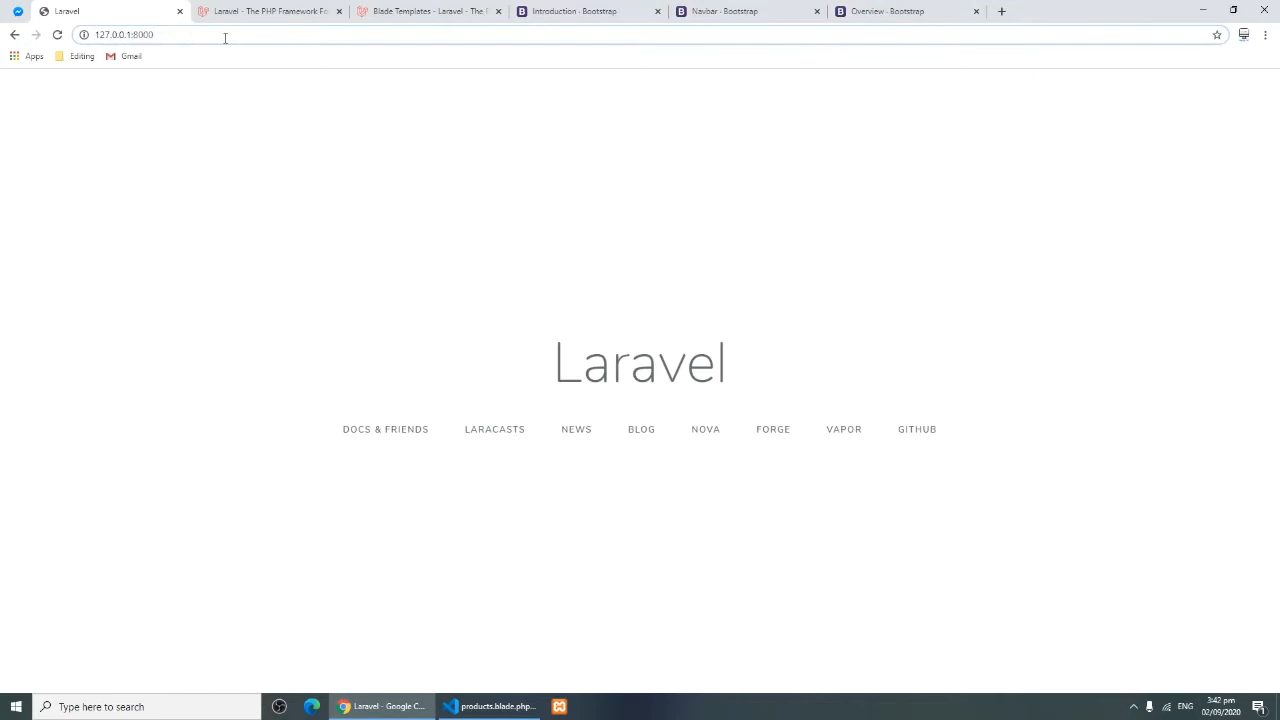 Laravel
Laravel - The PHP Framework Fo
Blade Templates - Laravel - The
Introduction · Bootstrap
Navbar · Bootstrap
Overview · Bootstrap
127.0.0.1:8000
Apps
Editing
Gmail
Laravel
DOCS & FRIENDS LARACASTS NEWS BLOG NOVA FORGE VAPOR GITHUB
Type here to search
Laravel - Google C...
products.blade.php...
ENG
3:42 pm
02/09/2020